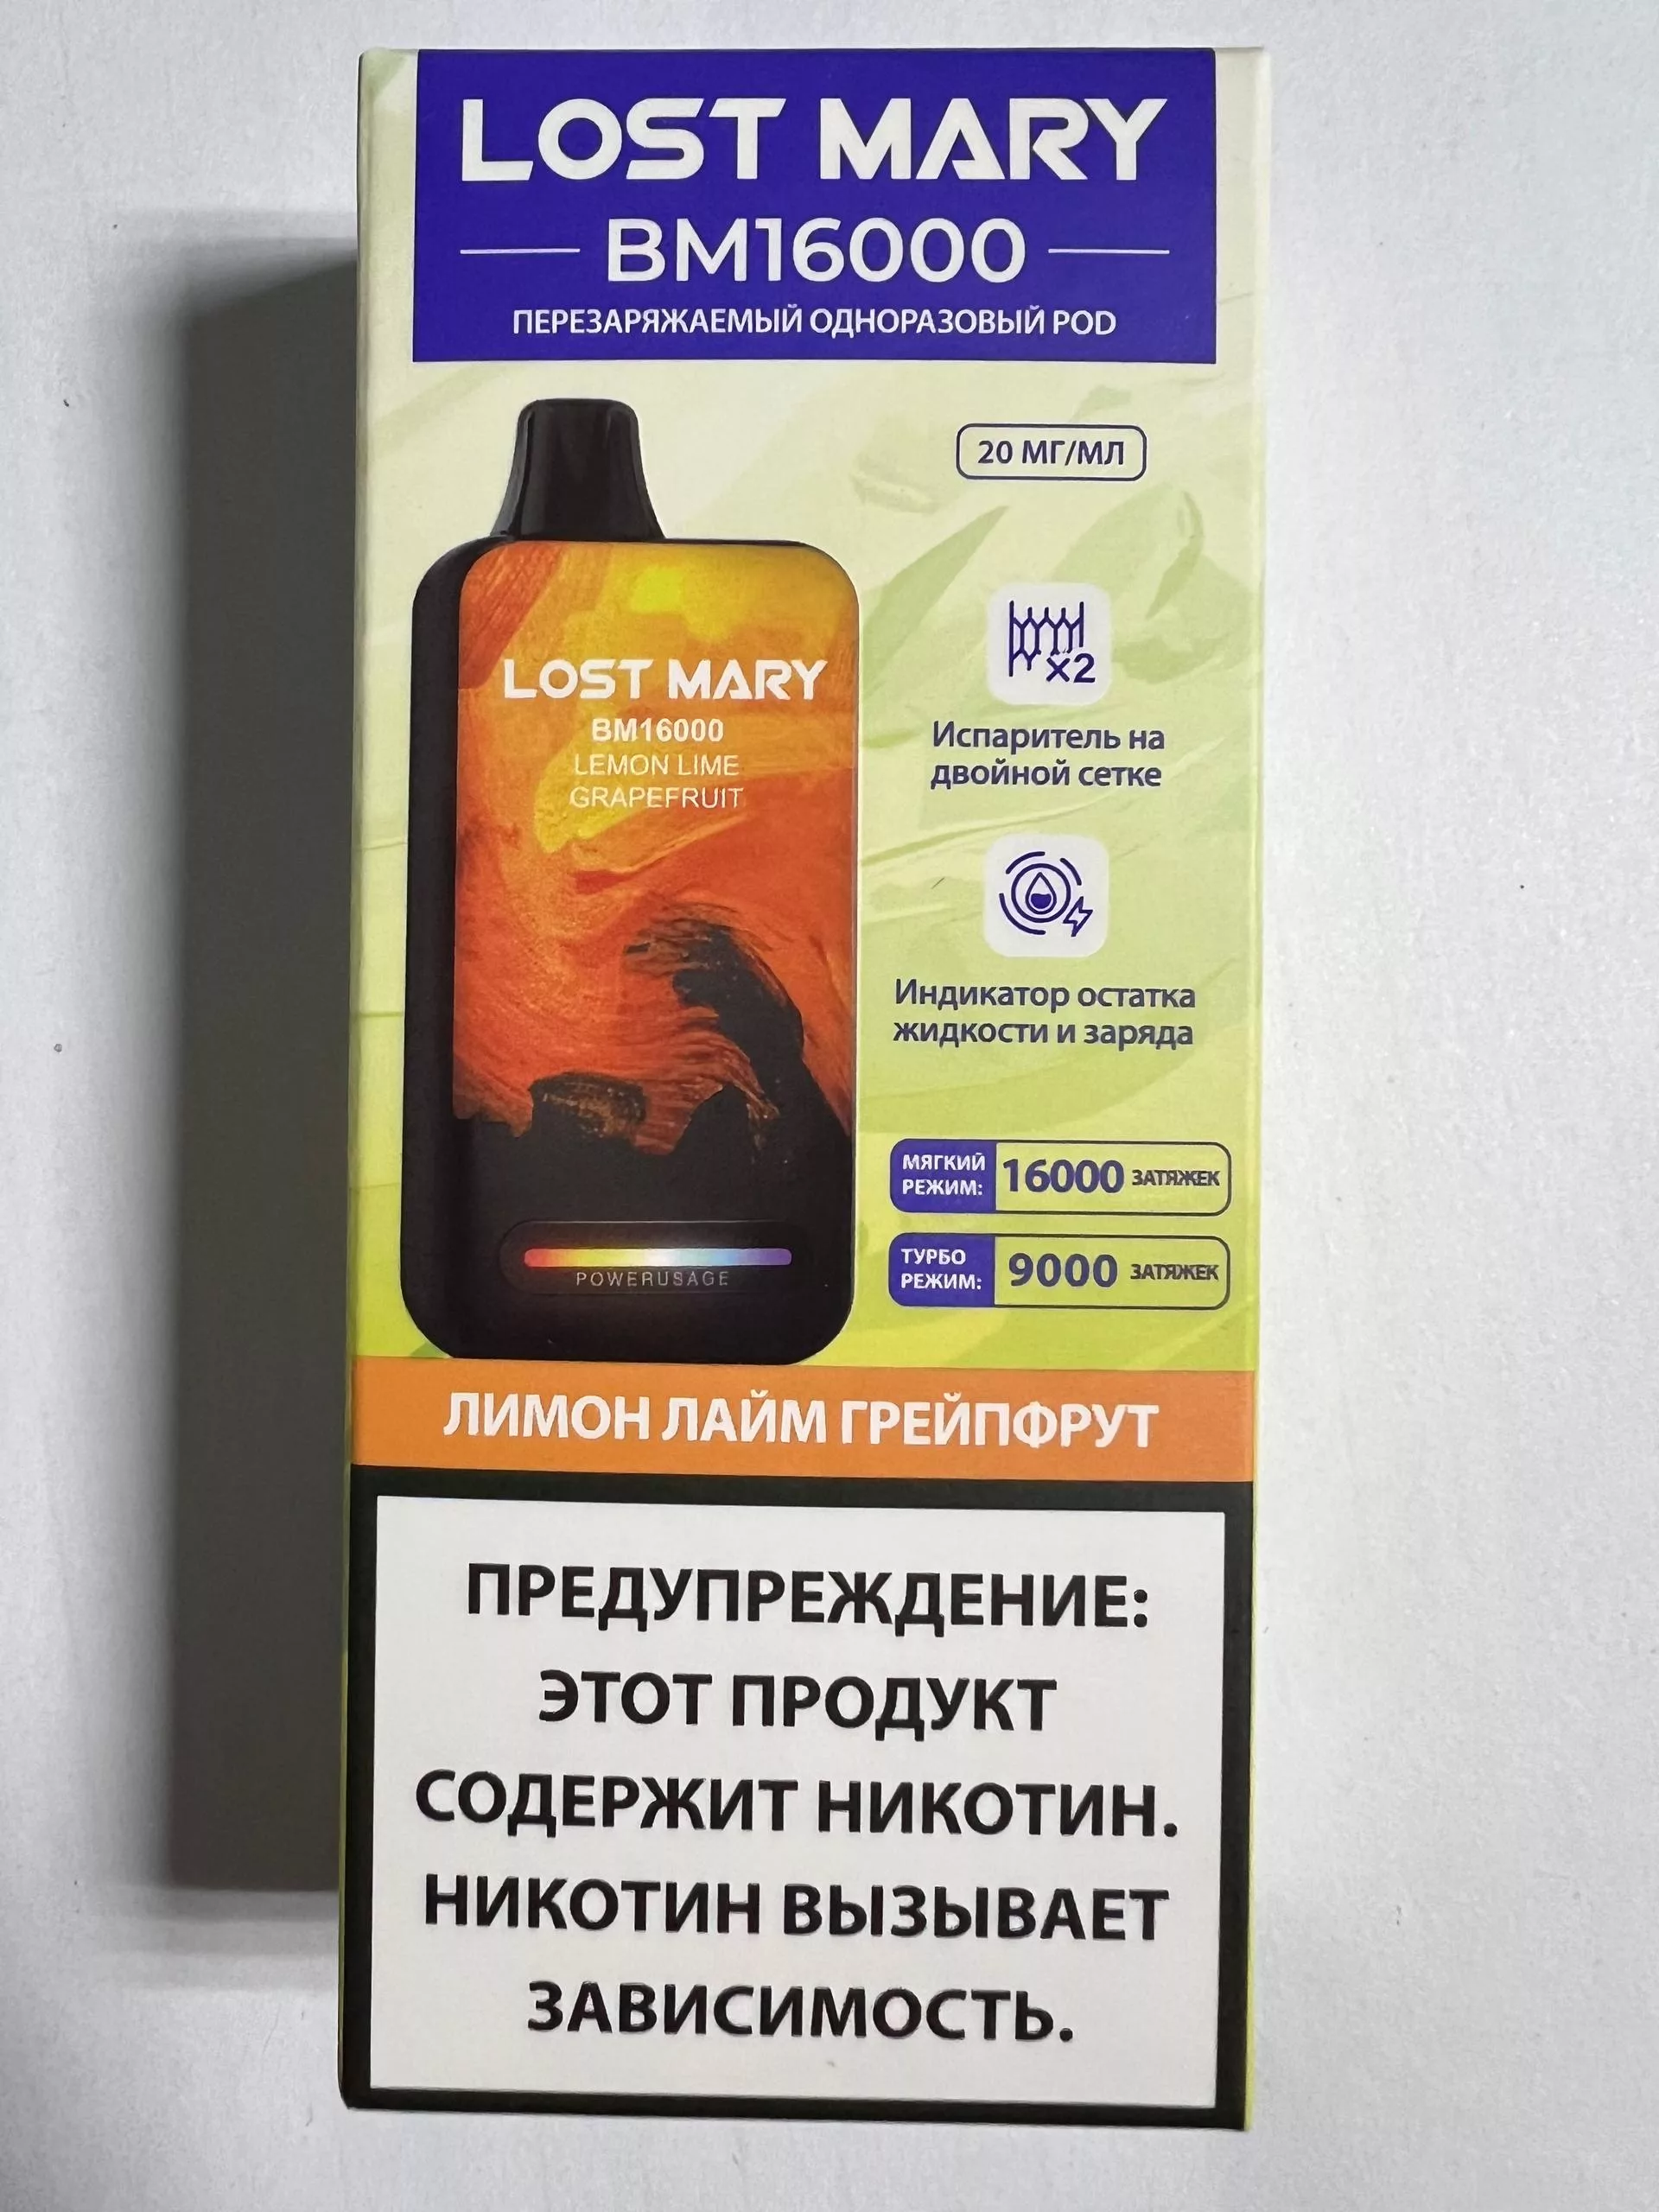 LOST MARY
BM16000
ПЕРЕЗАРЯЖАЕМЫЙ ОДНОРАЗОВЫЙ POD
20 МГ/МЛ
LOST MARY
BM16000
LEMON LIME
GRAPEFRUIT
x2
Испаритель на
двойной сетке
Индикатор остатка
жидкости и заряда
МЯГКИЙ
РЕЖИМ:
16000 ЗАТЯЖЕК
ТУРБО
РЕЖИМ:
9000 ЗАТЯЖЕК
POWERUSAGE
ЛИМОН ЛАЙМ ГРЕЙПФРУТ
ПРЕДУПРЕЖДЕНИЕ:
ЭТОТ ПРОДУКТ
СОДЕРЖИТ НИКОТИН.
НИКОТИН ВЫЗЫВАЕТ
ЗАВИСИМОСТЬ.